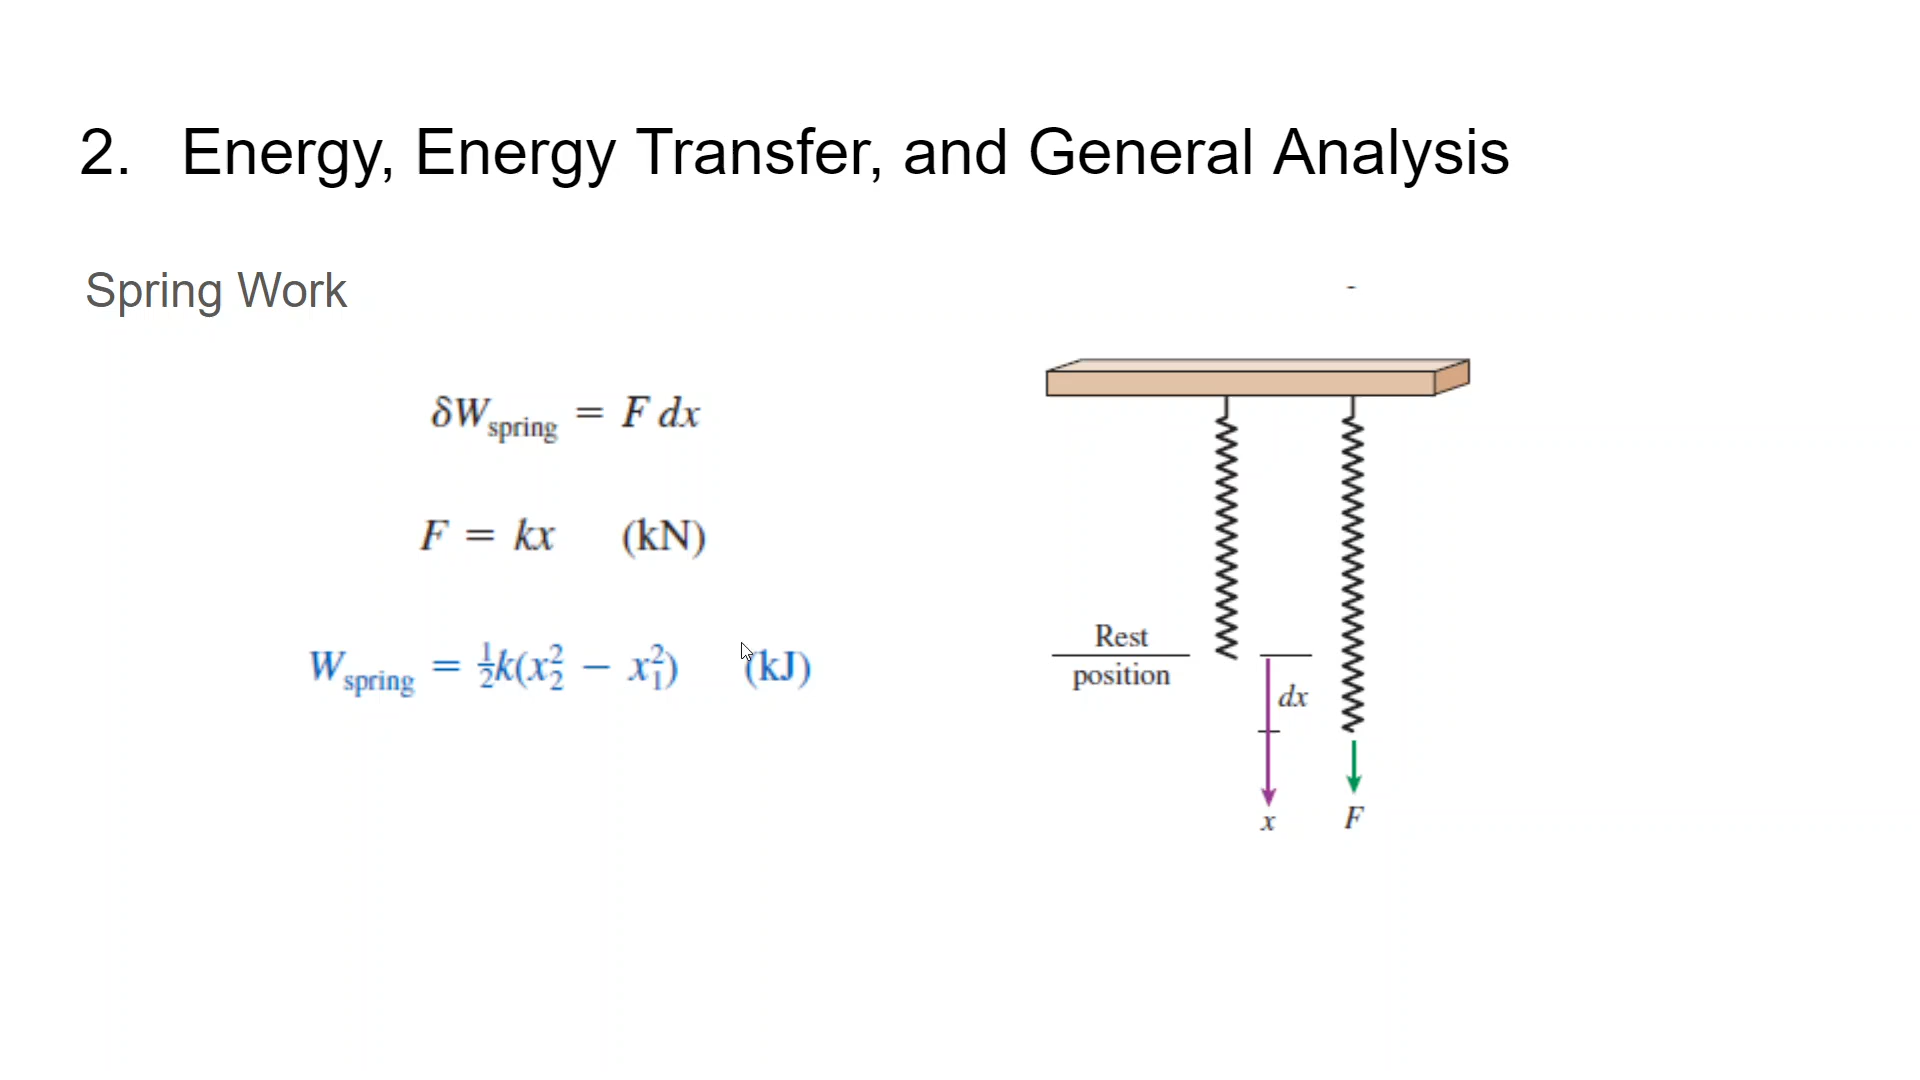 2. Energy, Energy Transfer, and General Analysis
Spring Work
δW_spring = F dx
F = kx (kN)
W_spring = ½k(x₂² − x₁²) (kJ)
Rest
position
dx
x
F